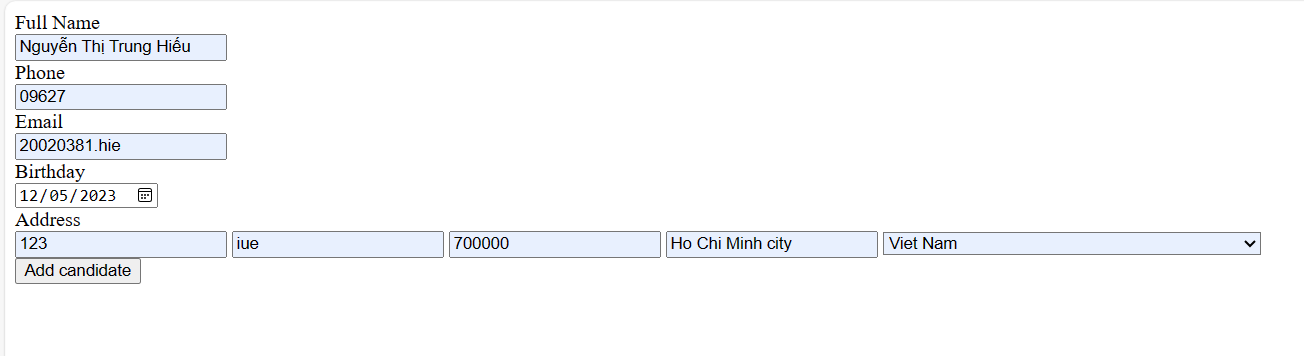 Full Name
Nguyễn Thị Trung Hiếu
Phone
09627
Email
20020381.hie
Birthday
12/05/2023
Address
123 iue 700000 Ho Chi Minh city Viet Nam
Add candidate